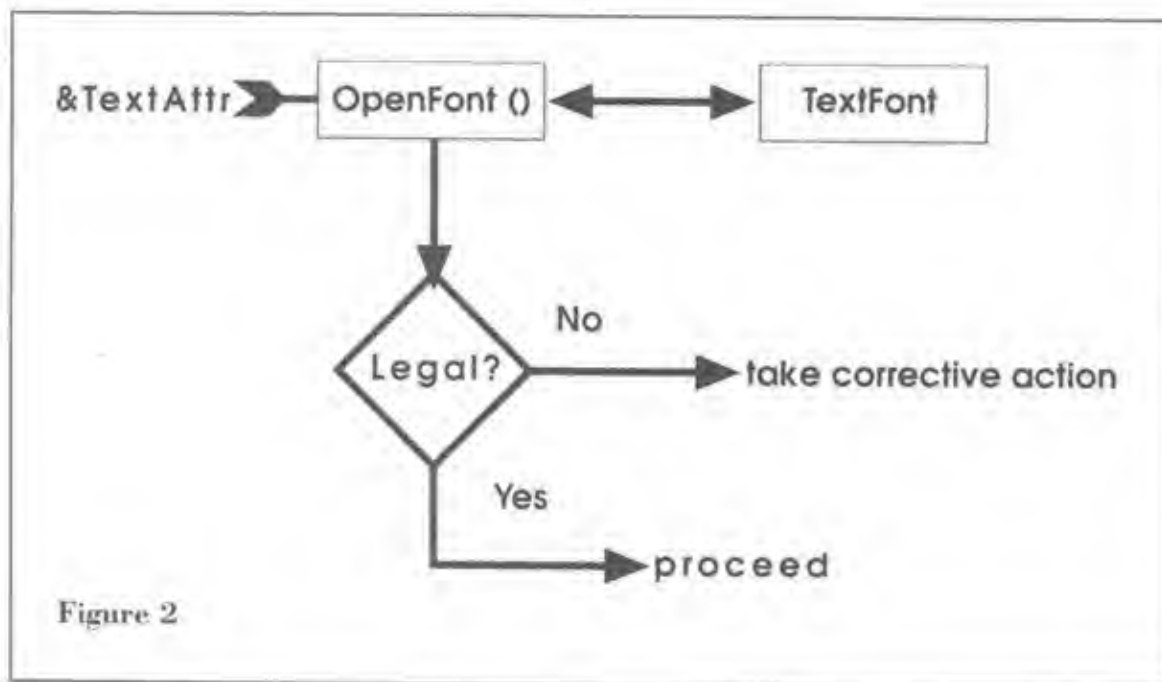 &TextAttr
OpenFont ()
TextFont
Legal?
No
take corrective action
Yes
proceed
Figure 2